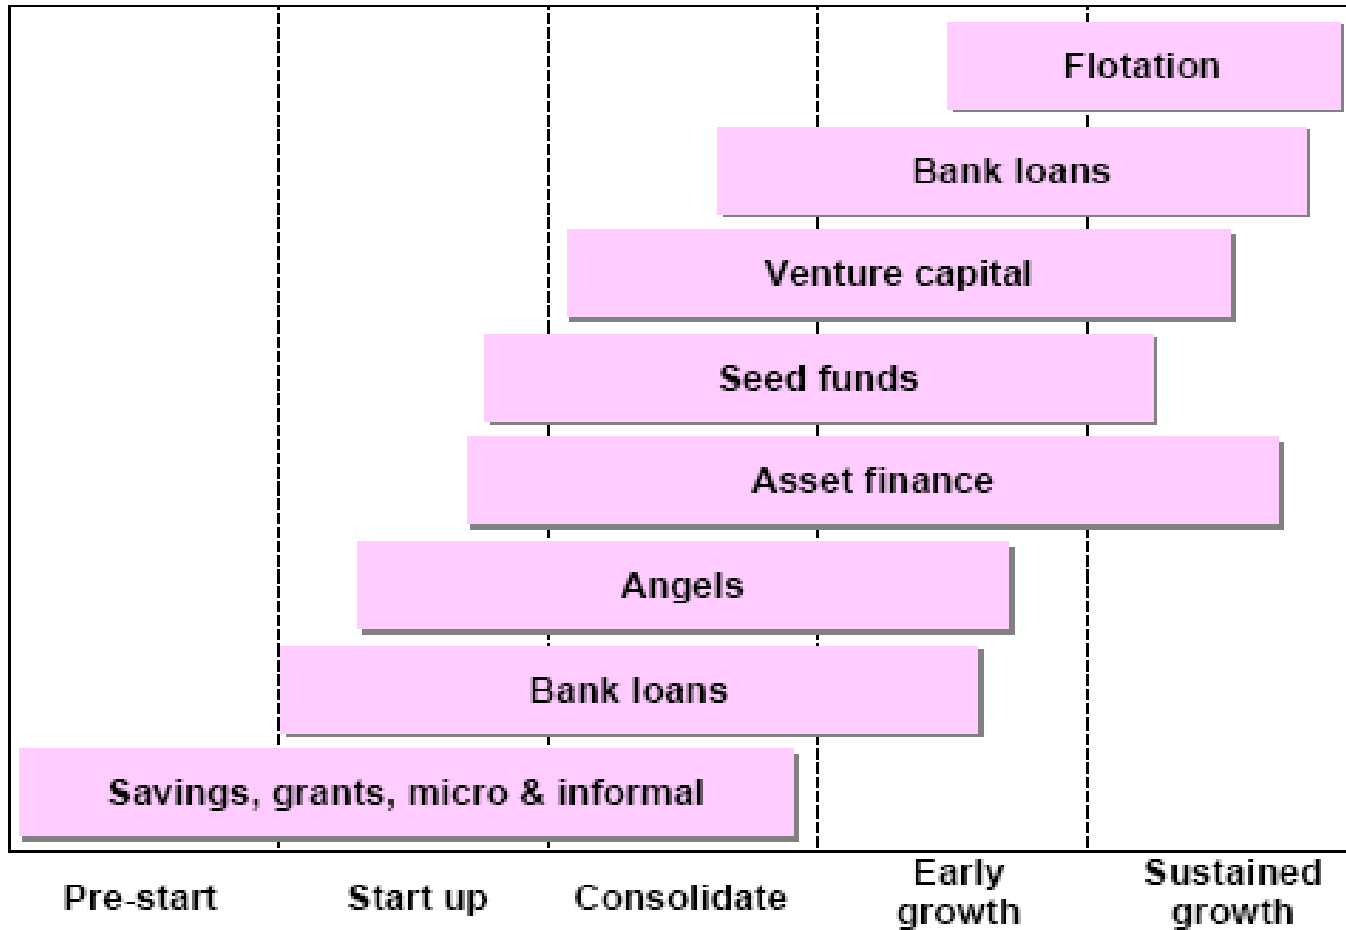 Flotation
Bank loans
Venture capital
Seed funds
Asset finance
Angels
Bank loans
Savings, grants, micro & informal
Pre-start
Start up
Consolidate
Early
growth
Sustained
growth